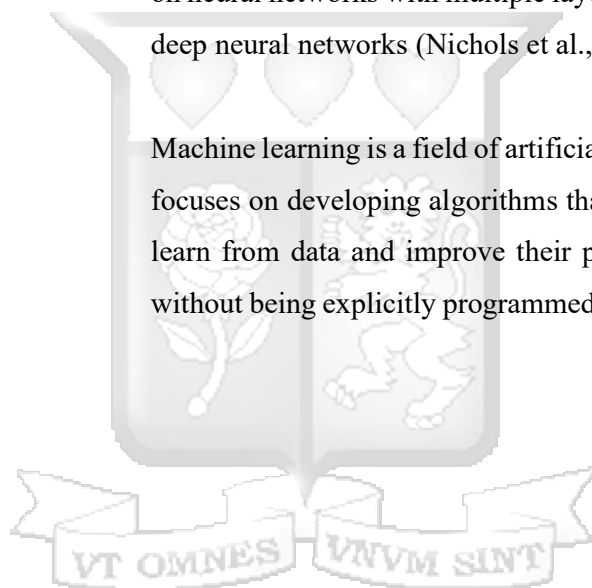 on neural networks with multiple lay
deep neural networks (Nichols et al.,
Machine learning is a field of artificia
focuses on developing algorithms tha
learn from data and improve their p
without being explicitly programmed
VT OMNES VNVM SINT